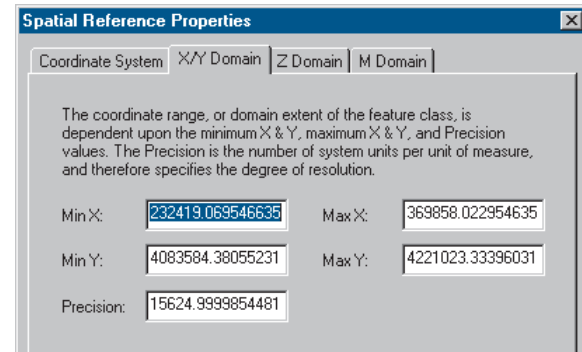 Spatial Reference Properties
Coordinate System X/Y Domain Z Domain M Domain
The coordinate range, or domain extent of the feature class, is
dependent upon the minimum X & Y, maximum X & Y, and Precision
values. The Precision is the number of system units per unit of measure,
and therefore specifies the degree of resolution.
Min X: 232419.069546635 Max X: 369858.022954635
Min Y: 4083584.38055231 Max Y: 4221023.33396031
Precision: 15624.9999854481